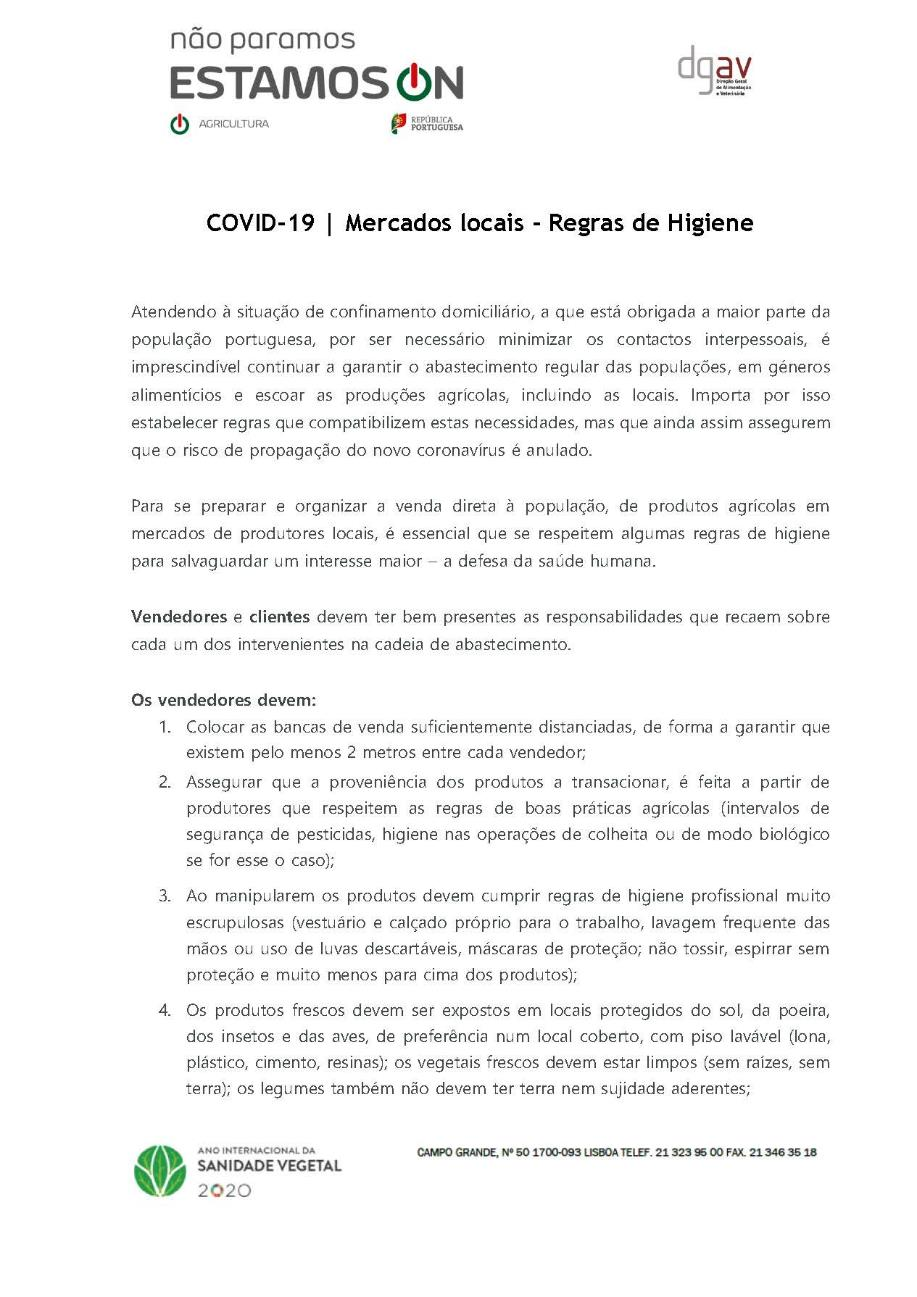 não paramos
ESTAMOS ON
AGRICULTURA
REPÚBLICA
PORTUGUESA
dgav
Direção Geral
de Alimentação
e Veterinária
COVID-19 | Mercados locais - Regras de Higiene
Atendendo à situação de confinamento domiciliário, a que está obrigada a maior parte da
população portuguesa, por ser necessário minimizar os contactos interpessoais, é
imprescindível continuar a garantir o abastecimento regular das populações, em géneros
alimentícios e escoar as produções agrícolas, incluindo as locais. Importa por isso
estabelecer regras que compatibilizem estas necessidades, mas que ainda assim assegurem
que o risco de propagação do novo coronavírus é anulado.
Para se preparar e organizar a venda direta à população, de produtos agrícolas em
mercados de produtores locais, é essencial que se respeitem algumas regras de higiene
para salvaguardar um interesse maior – a defesa da saúde humana.
Vendedores e clientes devem ter bem presentes as responsabilidades que recaem sobre
cada um dos intervenientes na cadeia de abastecimento.
Os vendedores devem:
1. Colocar as bancas de venda suficientemente distanciadas, de forma a garantir que
existem pelo menos 2 metros entre cada vendedor;
2. Assegurar que a proveniência dos produtos a transacionar, é feita a partir de
produtores que respeitem as regras de boas práticas agrícolas (intervalos de
segurança de pesticidas, higiene nas operações de colheita ou de modo biológico
se for esse o caso);
3. Ao manipularem os produtos devem cumprir regras de higiene profissional muito
escrupulosas (vestuário e calçado próprio para o trabalho, lavagem frequente das
mãos ou uso de luvas descartáveis, máscaras de proteção; não tossir, espirrar sem
proteção e muito menos para cima dos produtos);
4. Os produtos frescos devem ser expostos em locais protegidos do sol, da poeira,
dos insetos e das aves, de preferência num local coberto, com piso lavável (lona,
plástico, cimento, resinas); os vegetais frescos devem estar limpos (sem raízes, sem
terra); os legumes também não devem ter terra nem sujidade aderentes;
ANO INTERNACIONAL DA
SANIDADE VEGETAL
2020
CAMPO GRANDE, Nº 50 1700-093 LISBOA TELEF. 21 323 95 00 FAX. 21 346 35 18